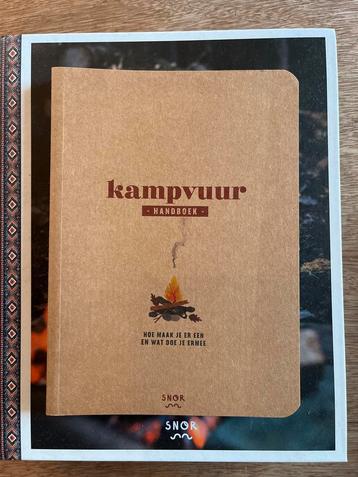 kampvuur
• HANDBOEK •
HOE MAAK JE ER EEN
EN WAT DOE JE ERMEE
SNOR
SNOR